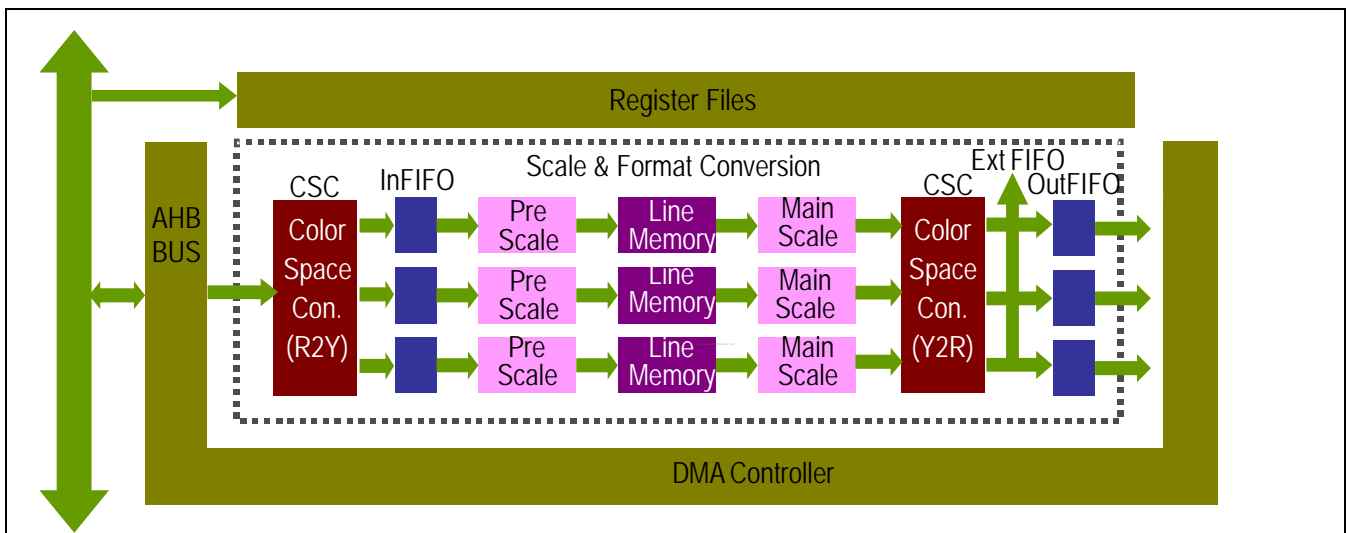 Register Files
Scale & Format Conversion
Ext FIFO
CSC
InFIFO
CSC
OutFIFO
AHB
BUS
Color
Space
Con.
(R2Y)
Pre
Scale
Line
Memory
Main
Scale
Color
Space
Con.
(Y2R)
Pre
Scale
Line
Memory
Main
Scale
Pre
Scale
Line
Memory
Main
Scale
DMA Controller